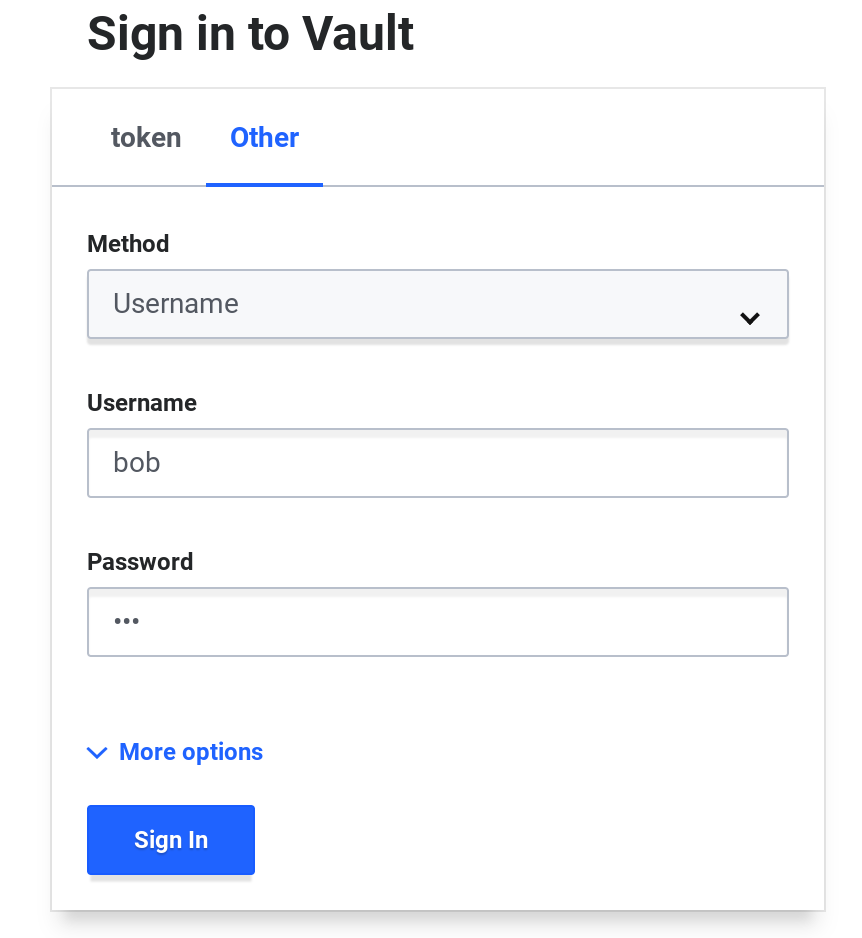 Sign in to Vault
token Other
Method
Username
Username
bob
Password
•••
More options
Sign In